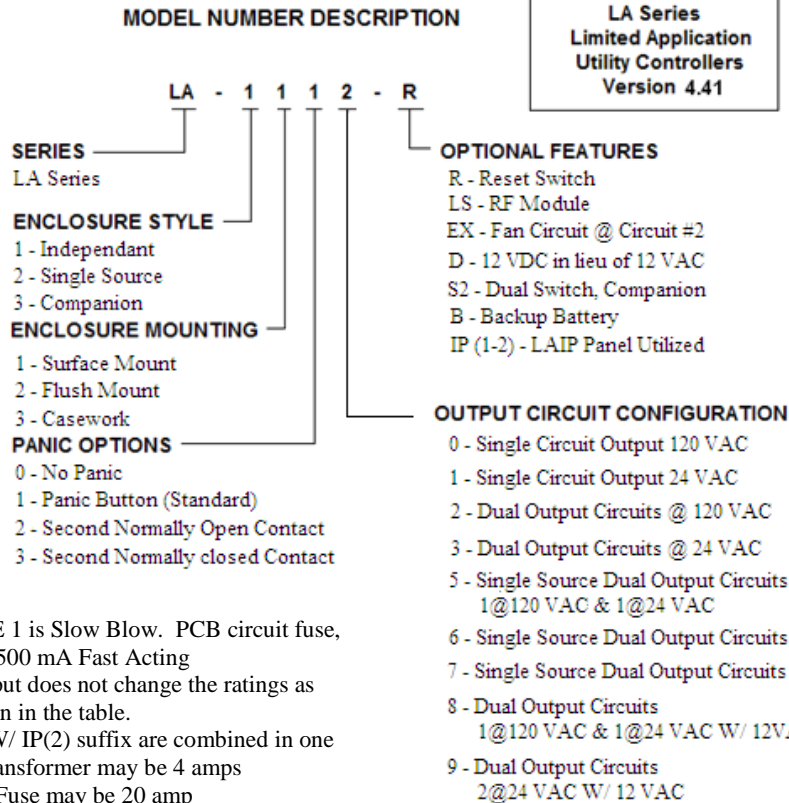 MODEL NUMBER DESCRIPTION
LA Series
Limited Application
Utility Controllers
Version 4.41
LA - 1 1 1 2 - R
SERIES
LA Series
ENCLOSURE STYLE
1 - Independant
2 - Single Source
3 - Companion
ENCLOSURE MOUNTING
1 - Surface Mount
2 - Flush Mount
3 - Casework
PANIC OPTIONS
0 - No Panic
1 - Panic Button (Standard)
2 - Second Normally Open Contact
3 - Second Normally closed Contact
OPTIONAL FEATURES
R - Reset Switch
LS - RF Module
EX - Fan Circuit @ Circuit #2
D - 12 VDC in lieu of 12 VAC
S2 - Dual Switch, Companion
B - Backup Battery
IP (1-2) - LAIP Panel Utilized
OUTPUT CIRCUIT CONFIGURATION
0 - Single Circuit Output 120 VAC
1 - Single Circuit Output 24 VAC
2 - Dual Output Circuits @ 120 VAC
3 - Dual Output Circuits @ 24 VAC
5 - Single Source Dual Output Circuits
1@120 VAC & 1@24 VAC
6 - Single Source Dual Output Circuits
7 - Single Source Dual Output Circuits
8 - Dual Output Circuits
1@120 VAC & 1@24 VAC W/ 12VA
9 - Dual Output Circuits
2@24 VAC W/ 12 VAC
E 1 is Slow Blow. PCB circuit fuse,
500 mA Fast Acting
but does not change the ratings as
n in the table.
W/ IP(2) suffix are combined in one
ansformer may be 4 amps
Fuse may be 20 amp